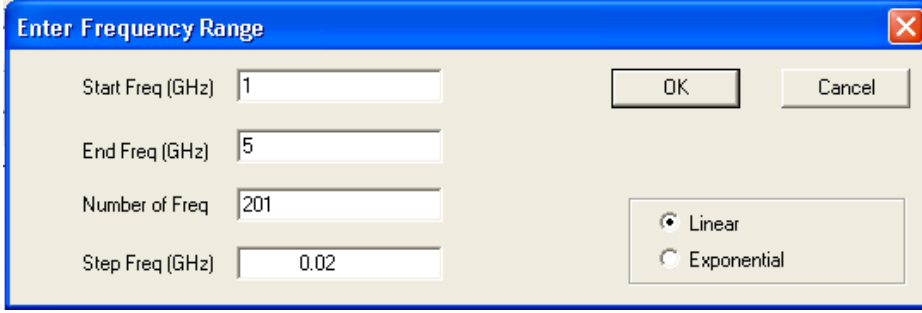 Enter Frequency Range
Start Freq (GHz) 1
OK
Cancel
End Freq (GHz) 5
Number of Freq 201
Step Freq (GHz) 0.02
Linear
Exponential